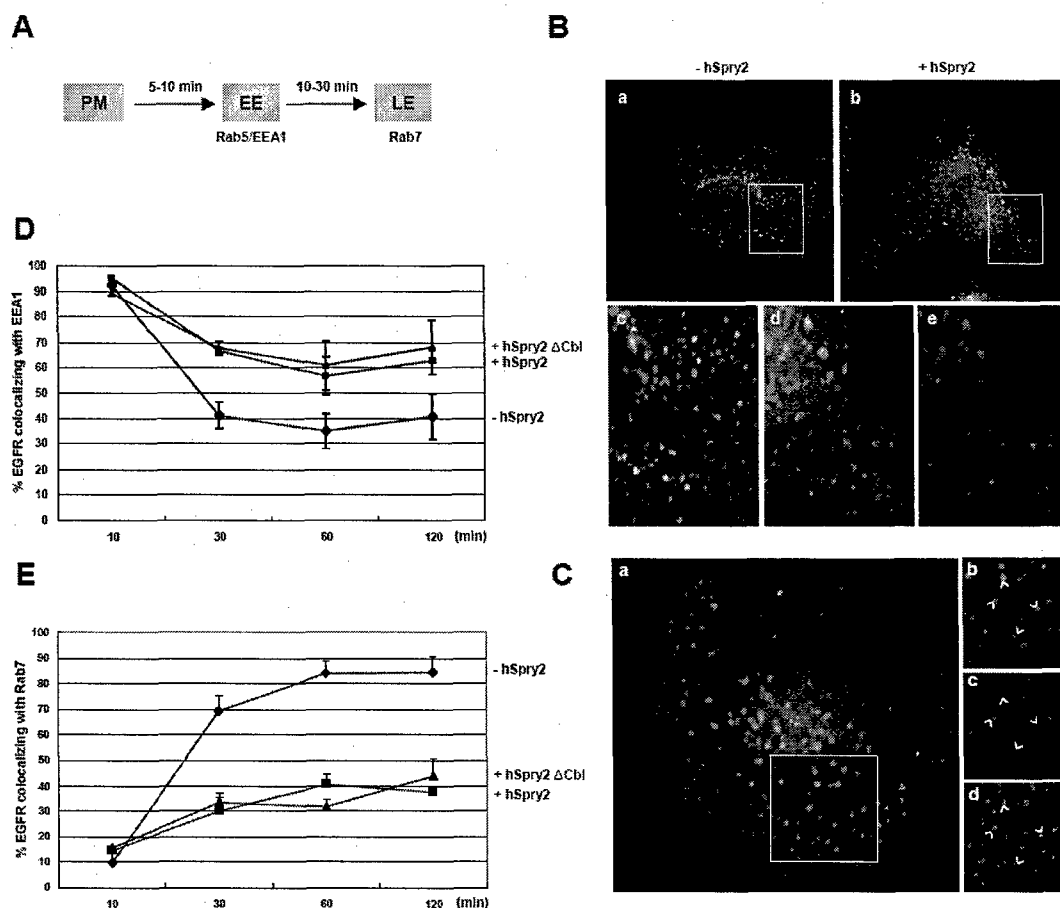 A
5-10 min
10-30 min
PM
EE
LE
Rab5/EEA1
Rab7
B
- hSpry2
+ hSpry2
a
b
c
d
e
D
% EGFR colocalizing with EEA1
100
90
80
70
60
50
40
30
20
10
0
+ hSpry2 ΔCbl
+ hSpry2
- hSpry2
10
30
60
120
(min)
E
% EGFR colocalizing with Rab7
100
90
80
70
60
50
40
30
20
10
0
- hSpry2
+ hSpry2 ΔCbl
+ hSpry2
10
30
60
120
(min)
C
a
b
c
d